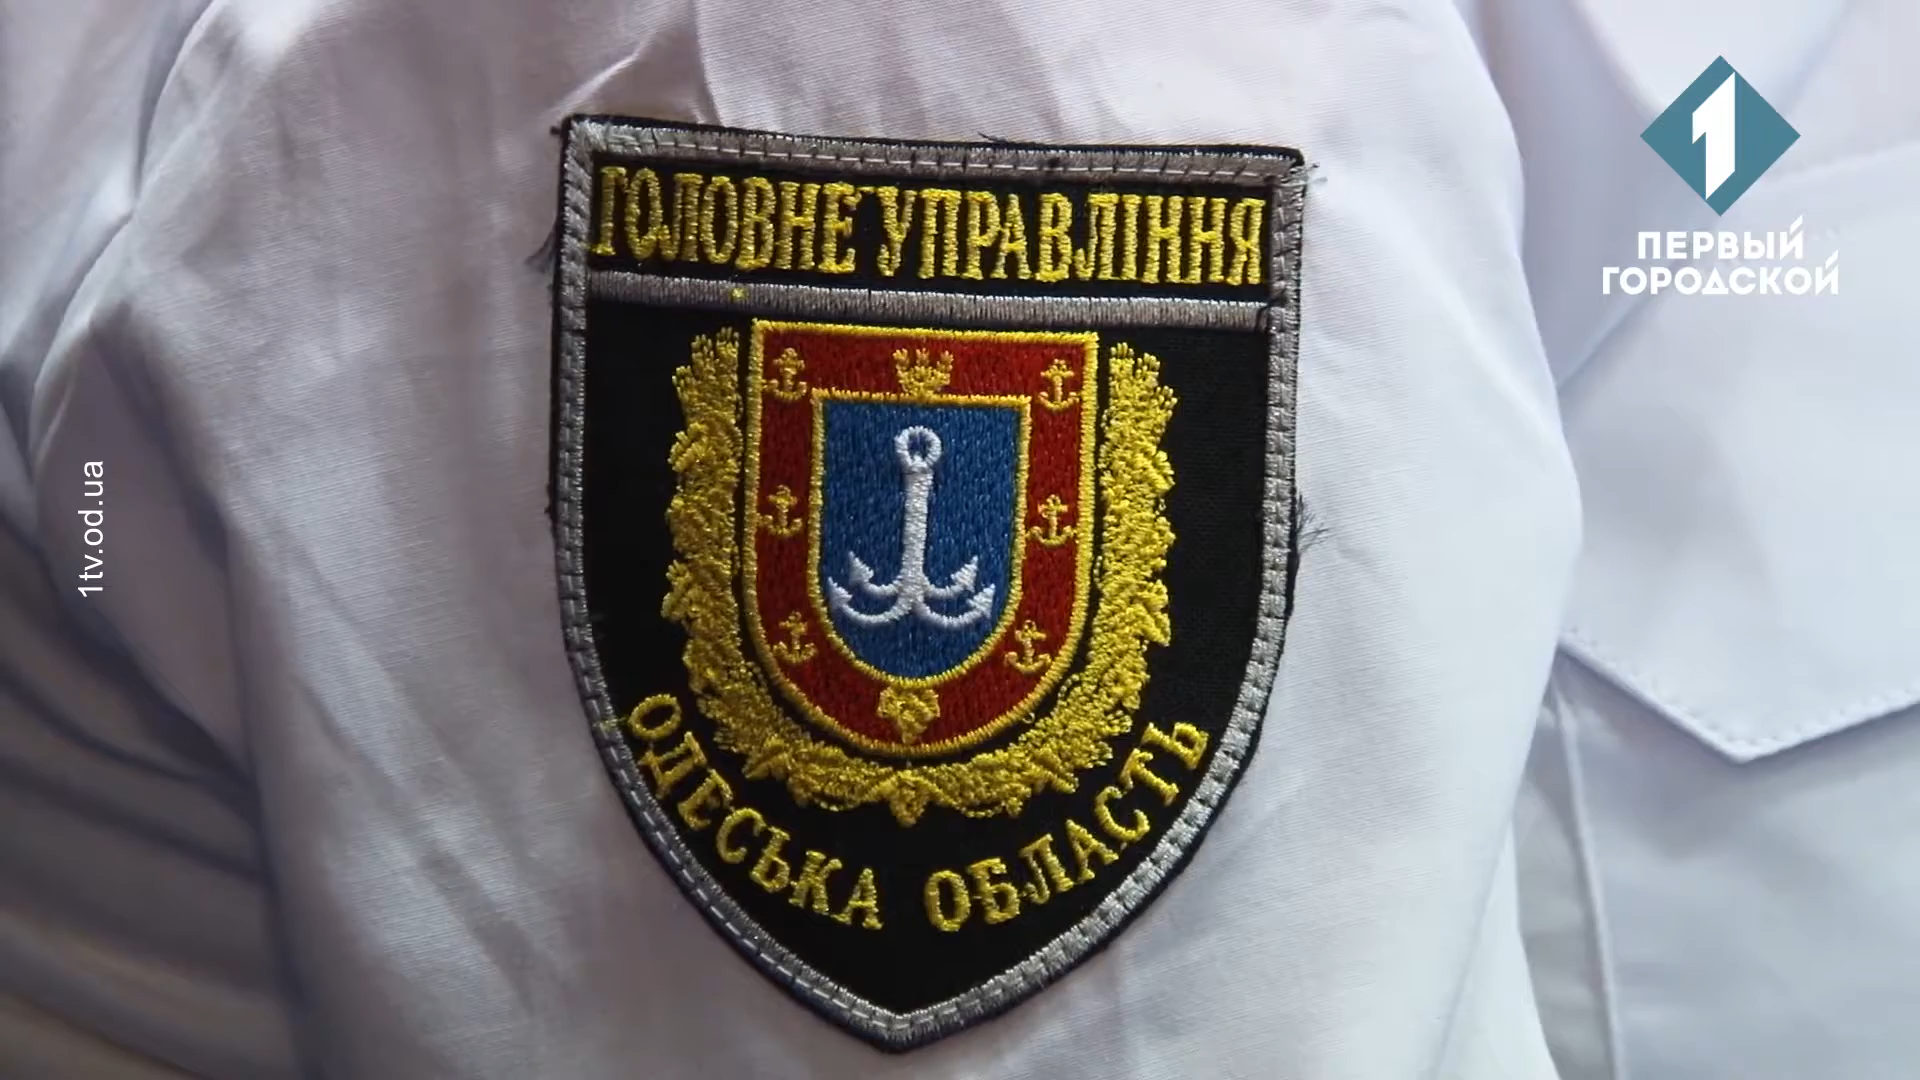 ГОЛОВНЕ УПРАВЛІННЯ
ОДЕСЬКА ОБЛАСТЬ
1
ПЕРВЫЙ
ГОРОДСКОЙ
1tv.od.ua